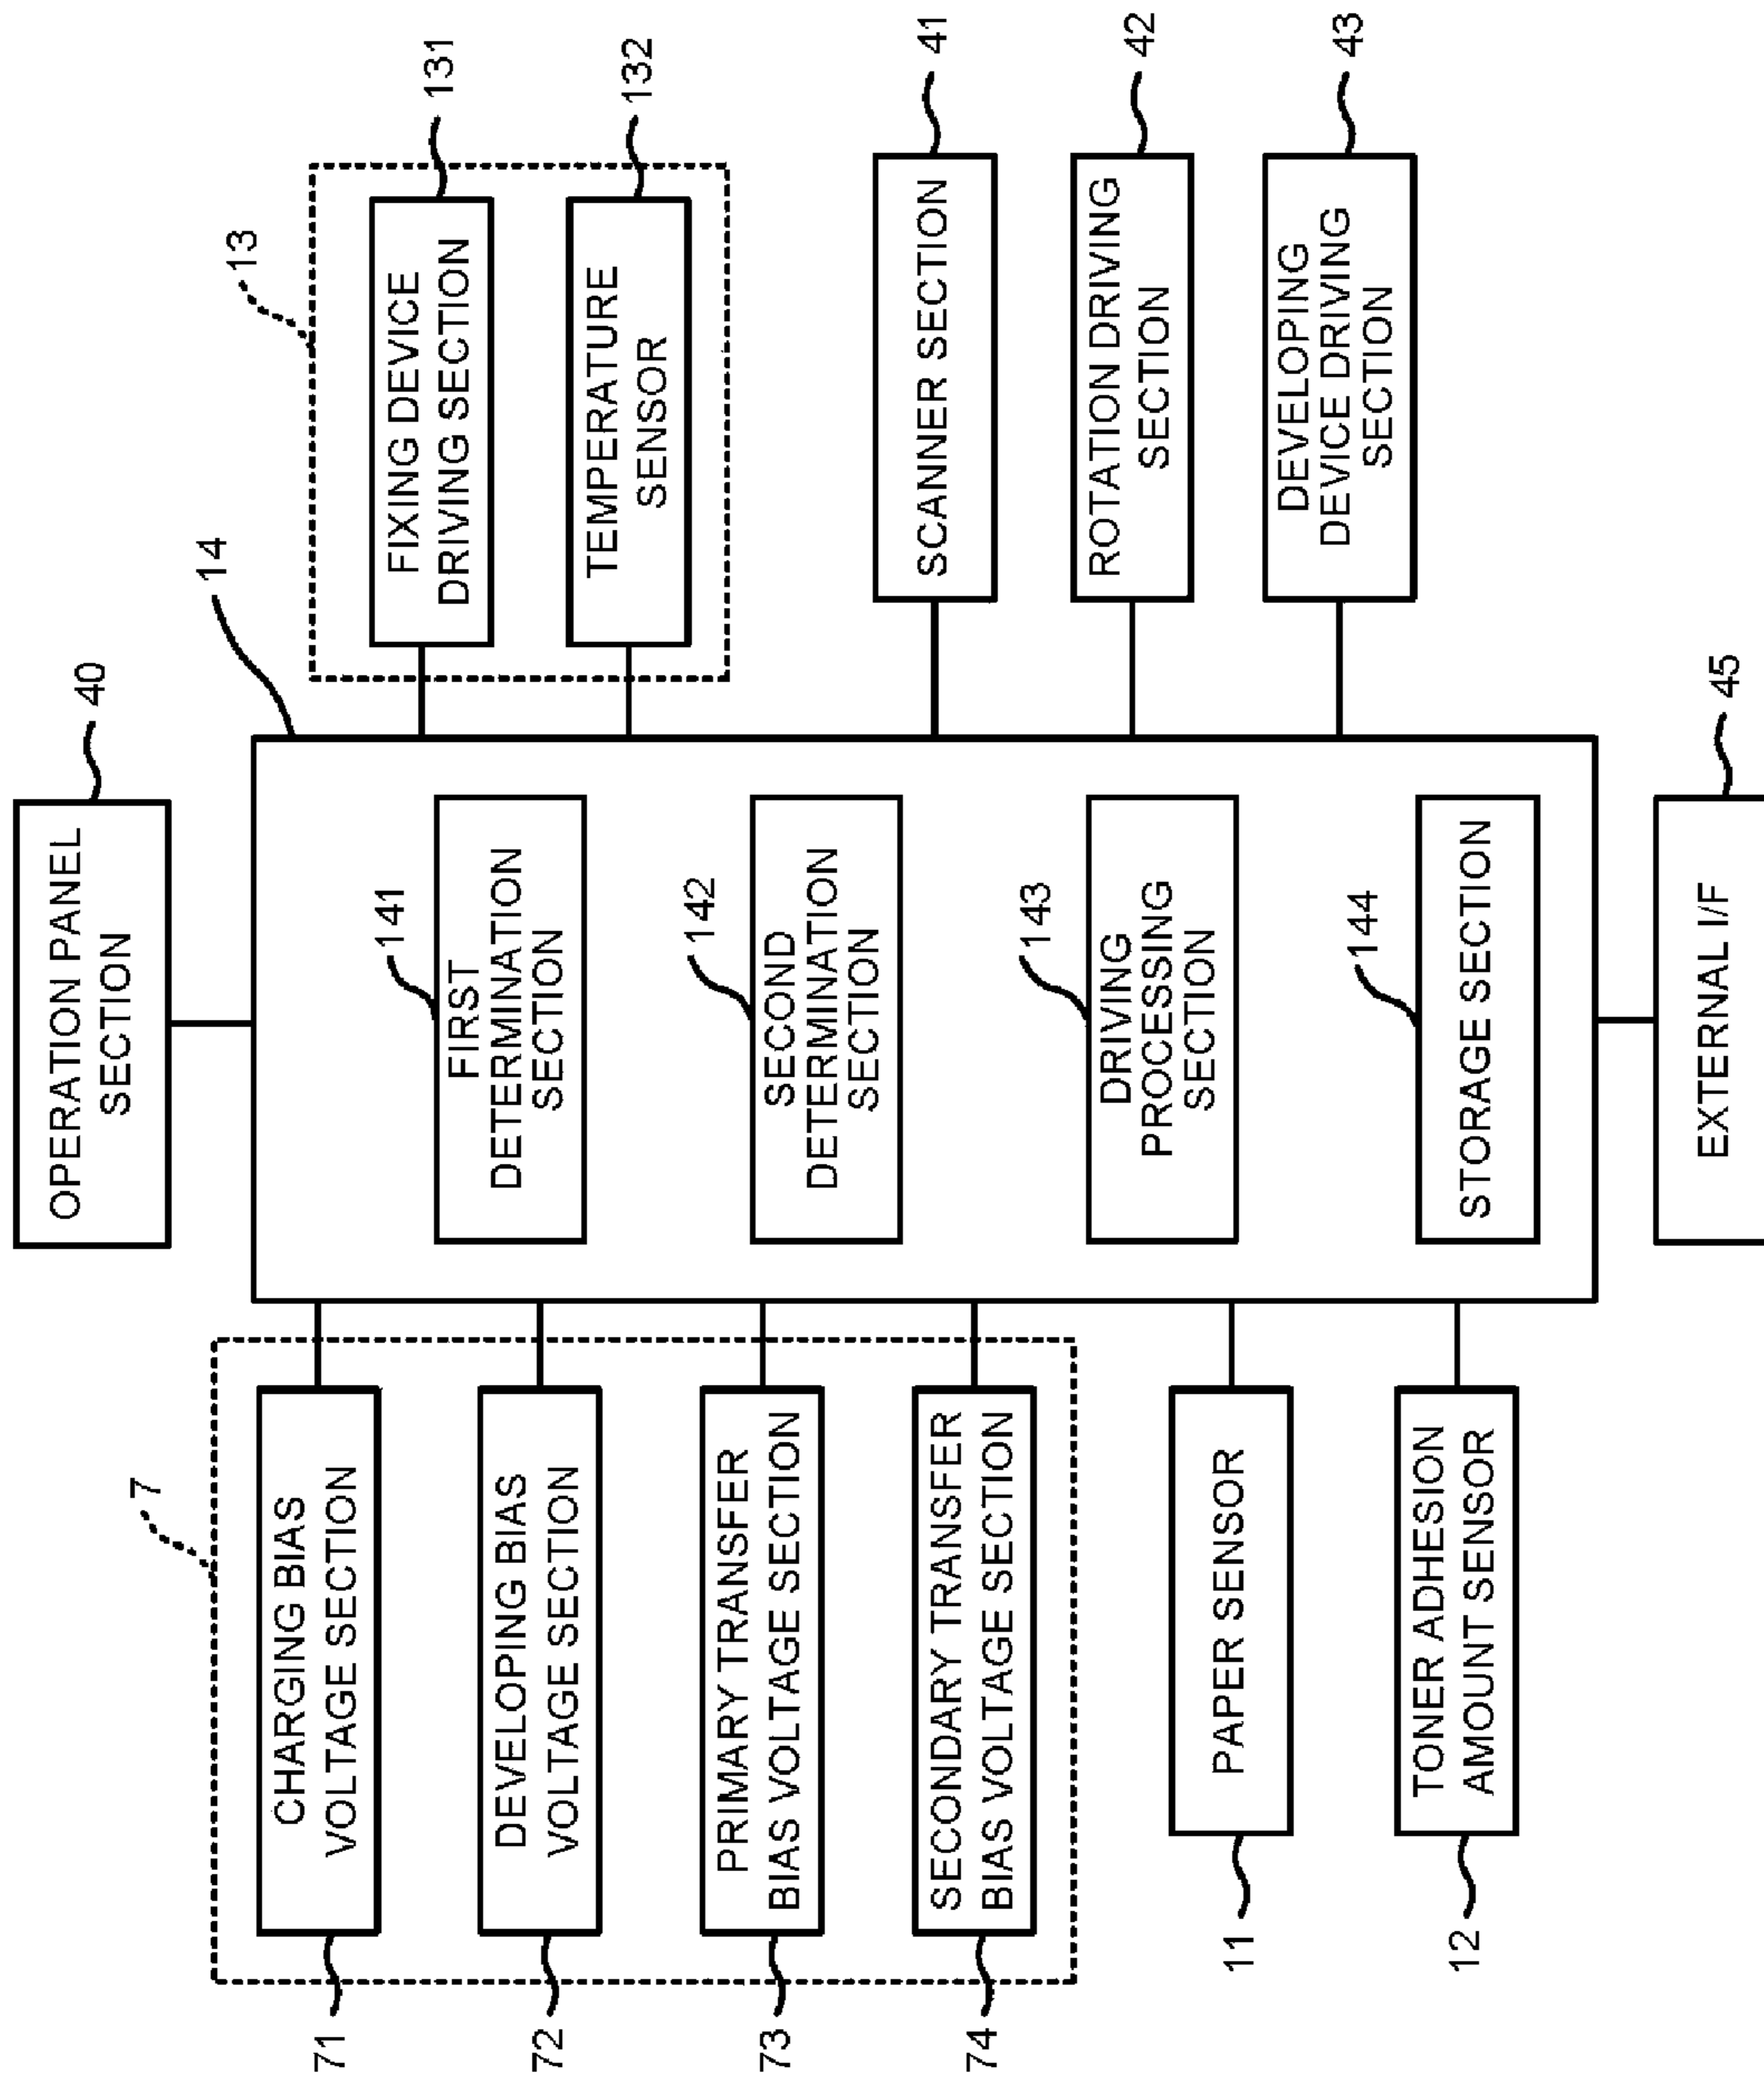 OPERATION PANEL
SECTION
40
14
7
71
CHARGING BIAS
VOLTAGE SECTION
72
DEVELOPING BIAS
VOLTAGE SECTION
73
PRIMARY TRANSFER
BIAS VOLTAGE SECTION
74
SECONDARY TRANSFER
BIAS VOLTAGE SECTION
11
PAPER SENSOR
12
TONER ADHESION
AMOUNT SENSOR
141
FIRST
DETERMINATION
SECTION
142
SECOND
DETERMINATION
SECTION
143
DRIVING
PROCESSING
SECTION
144
STORAGE SECTION
13
FIXING DEVICE
DRIVING SECTION
131
TEMPERATURE
SENSOR
132
SCANNER SECTION
41
ROTATION DRIVING
SECTION
42
DEVELOPING
DEVICE DRIVING
SECTION
43
EXTERNAL I/F
45